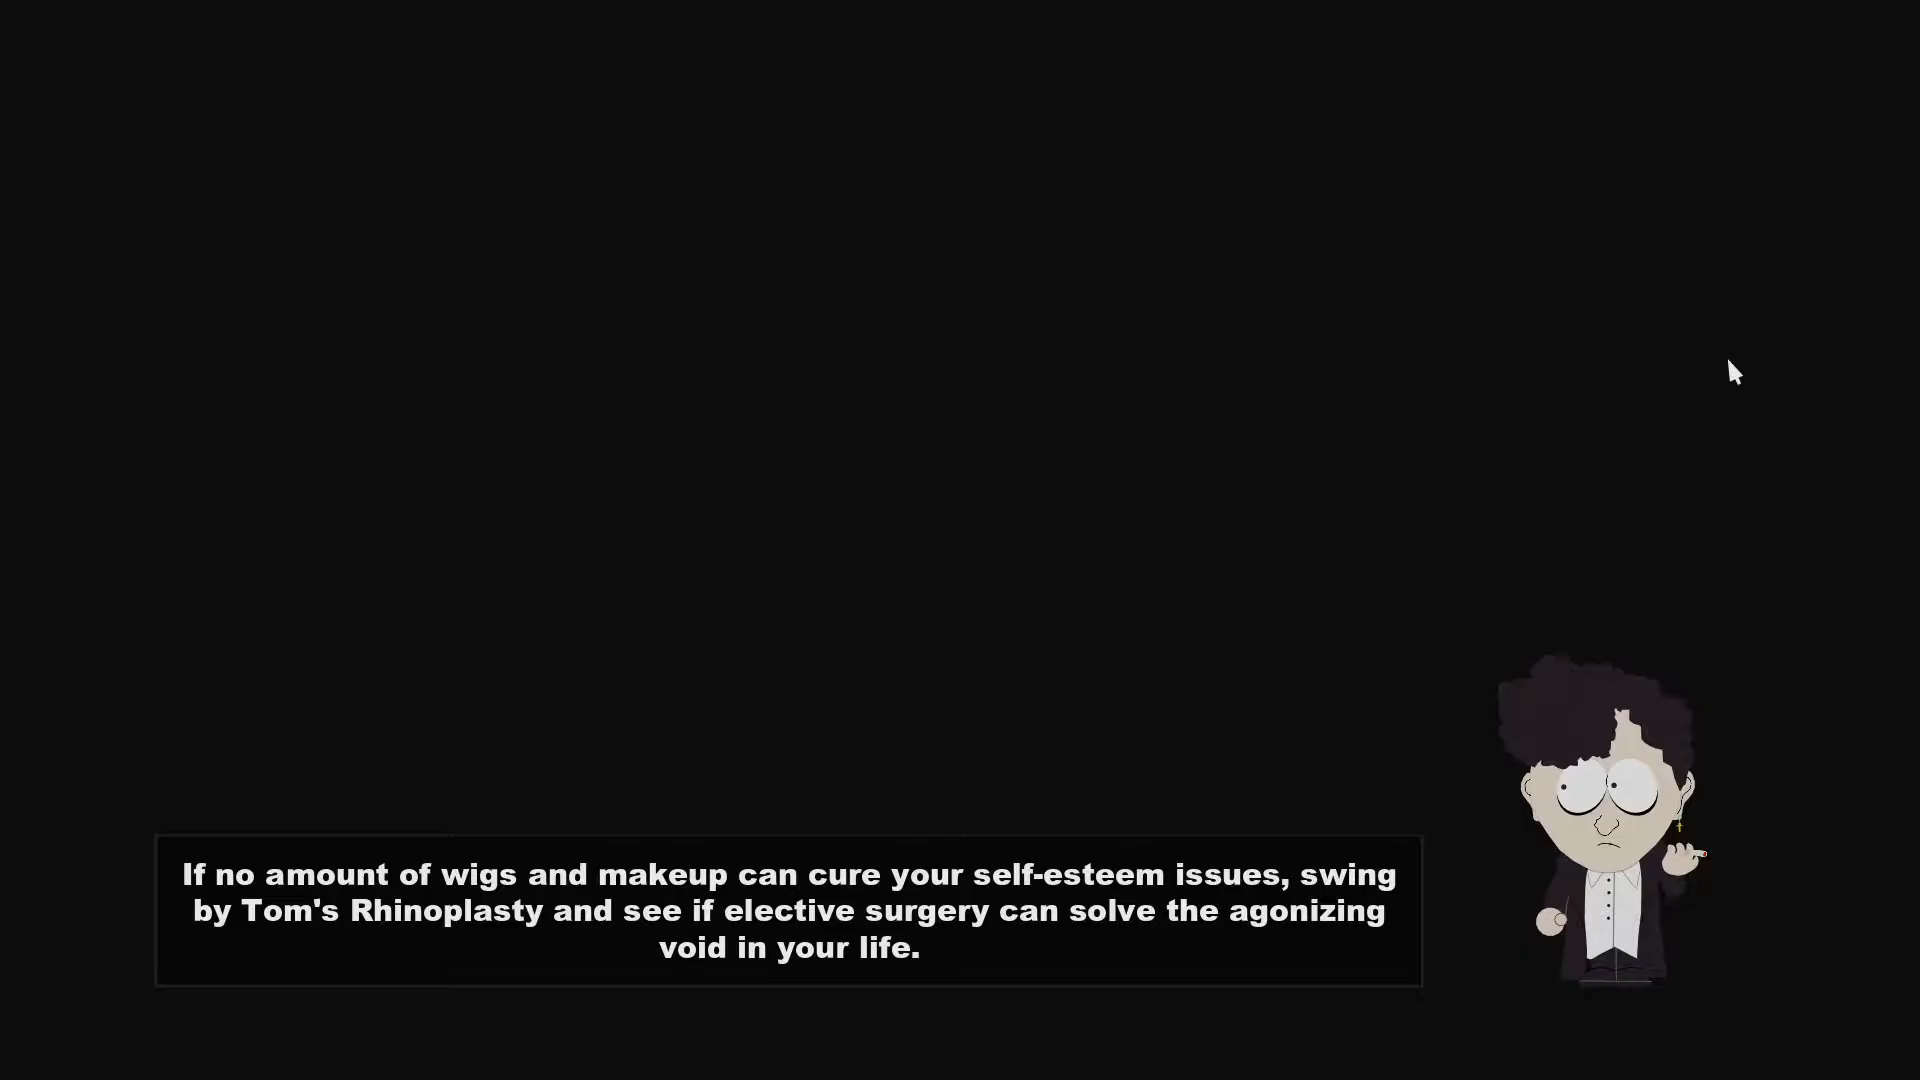 If no amount of wigs and makeup can cure your self-esteem issues, swing
by Tom's Rhinoplasty and see if elective surgery can solve the agonizing
void in your life.